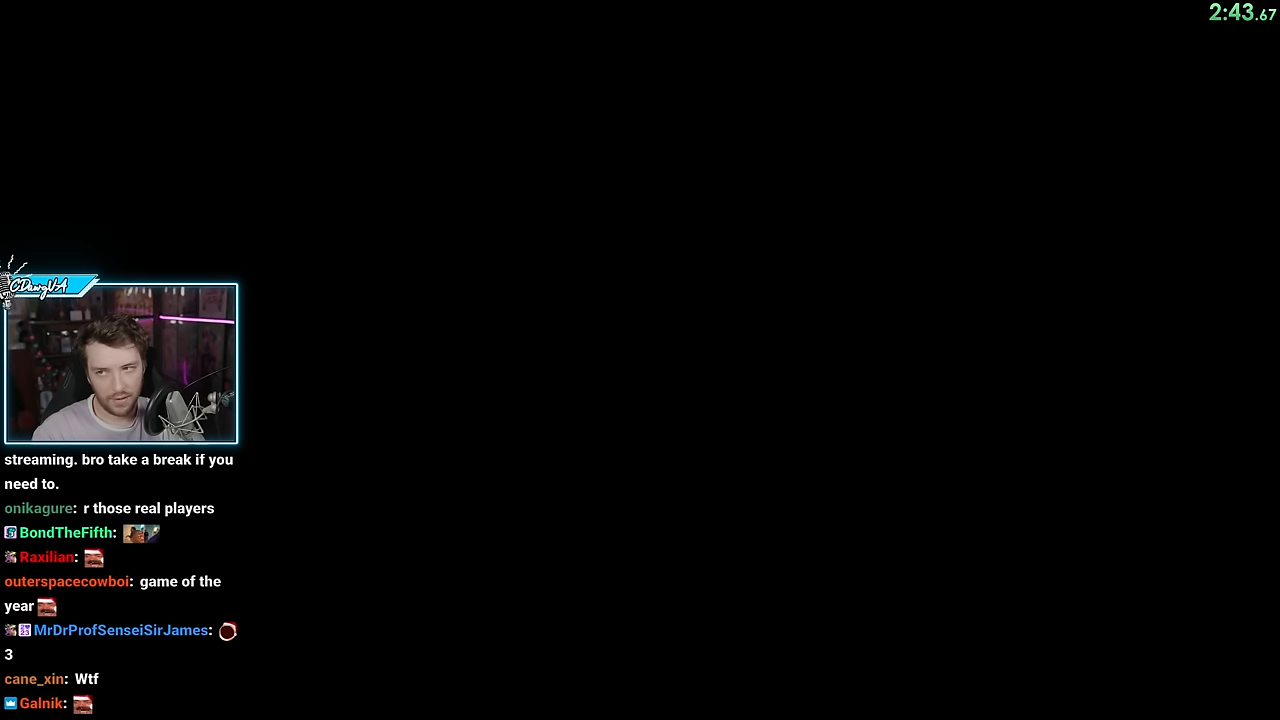 2:43.67
CDawgVA
streaming. bro take a break if you
need to.
onikagure: r those real players
BondTheFifth:
Raxilian:
outerspacecowboi: game of the
year
MrDrProfSenseiSirJames:
3
cane_xin: Wtf
Galnik: